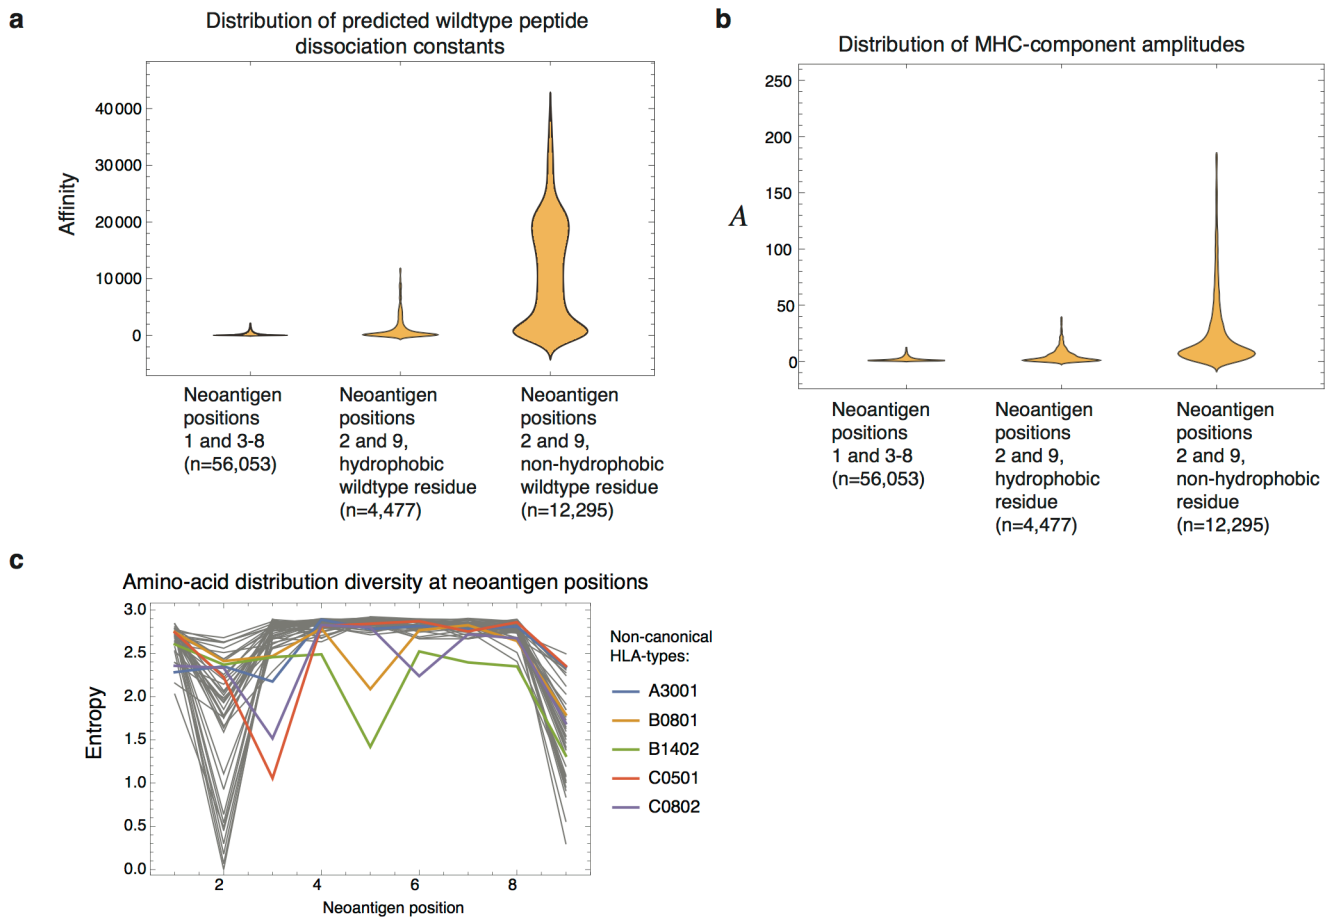 a
Distribution of predicted wildtype peptide
dissociation constants
Affinity
40000
30000
20000
10000
0
Neoantigen
positions
1 and 3-8
(n=56,053)
Neoantigen
positions
2 and 9,
hydrophobic
wildtype residue
(n=4,477)
Neoantigen
positions
2 and 9,
non-hydrophobic
wildtype residue
(n=12,295)
b
Distribution of MHC-component amplitudes
A
250
200
150
100
50
0
Neoantigen
positions
1 and 3-8
(n=56,053)
Neoantigen
positions
2 and 9,
hydrophobic
residue
(n=4,477)
Neoantigen
positions
2 and 9,
non-hydrophobic
residue
(n=12,295)
c
Amino-acid distribution diversity at neoantigen positions
Entropy
3.0
2.5
2.0
1.5
1.0
0.5
0.0
2 4 6 8
Neoantigen position
Non-canonical
HLA-types:
A3001
B0801
B1402
C0501
C0802